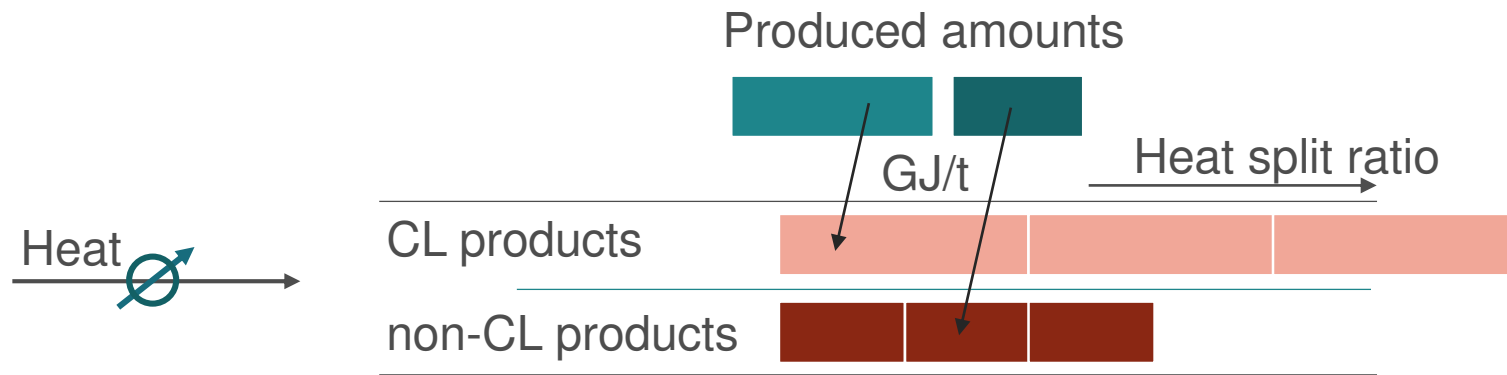 Produced amounts
GJ/t
Heat split ratio
Heat
CL products
non-CL products